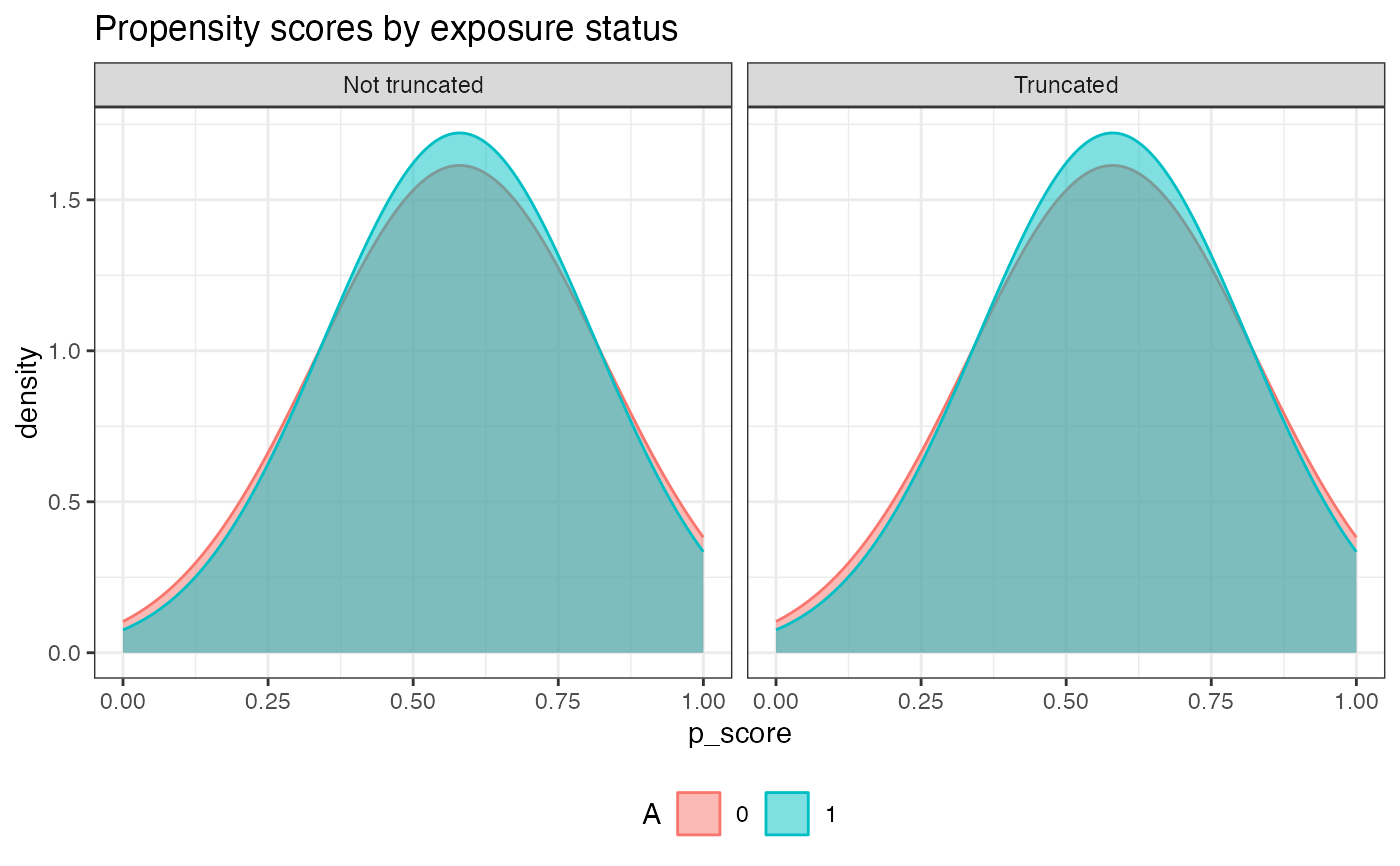 Propensity scores by exposure status
Not truncated Truncated
1.5
1.0
0.5
0.0
density
0.00 0.25 0.50 0.75 1.00 0.00 0.25 0.50 0.75 1.00
p_score
A 0 1